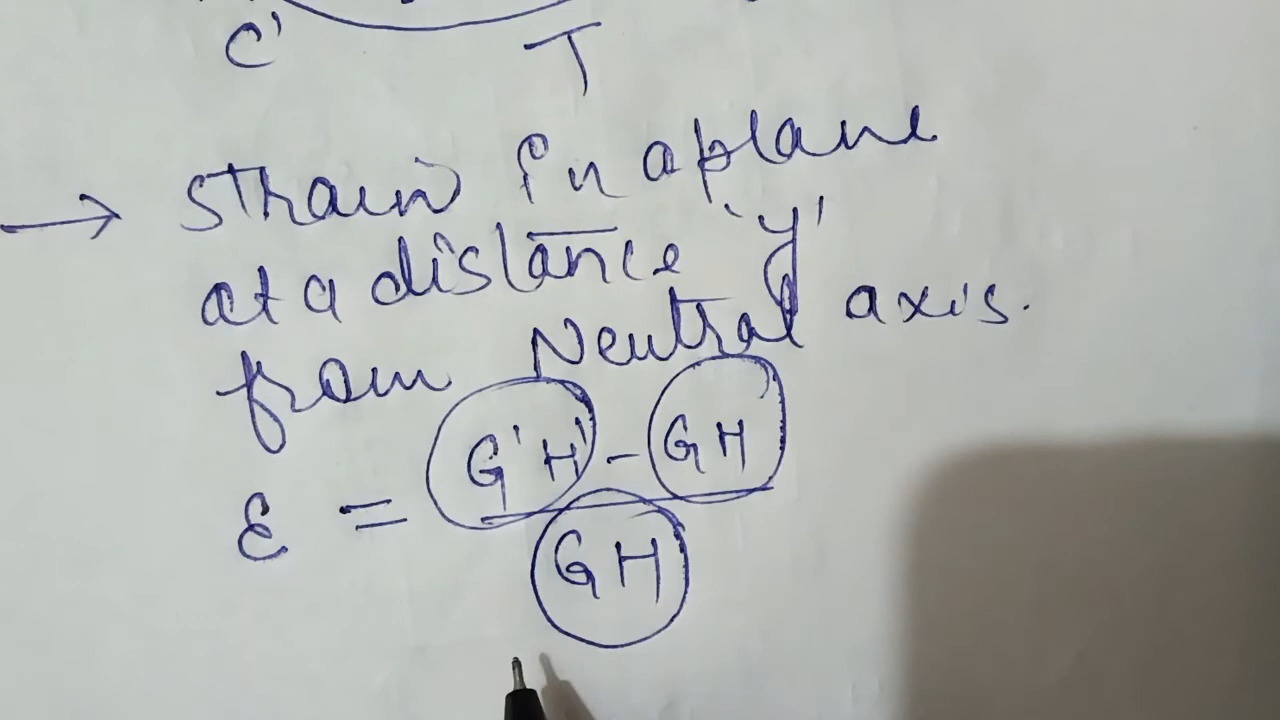 C' T
→ Strain in a plane
at a distance 'y'
from Neutral axis.
ε = G'H' - GH
GH